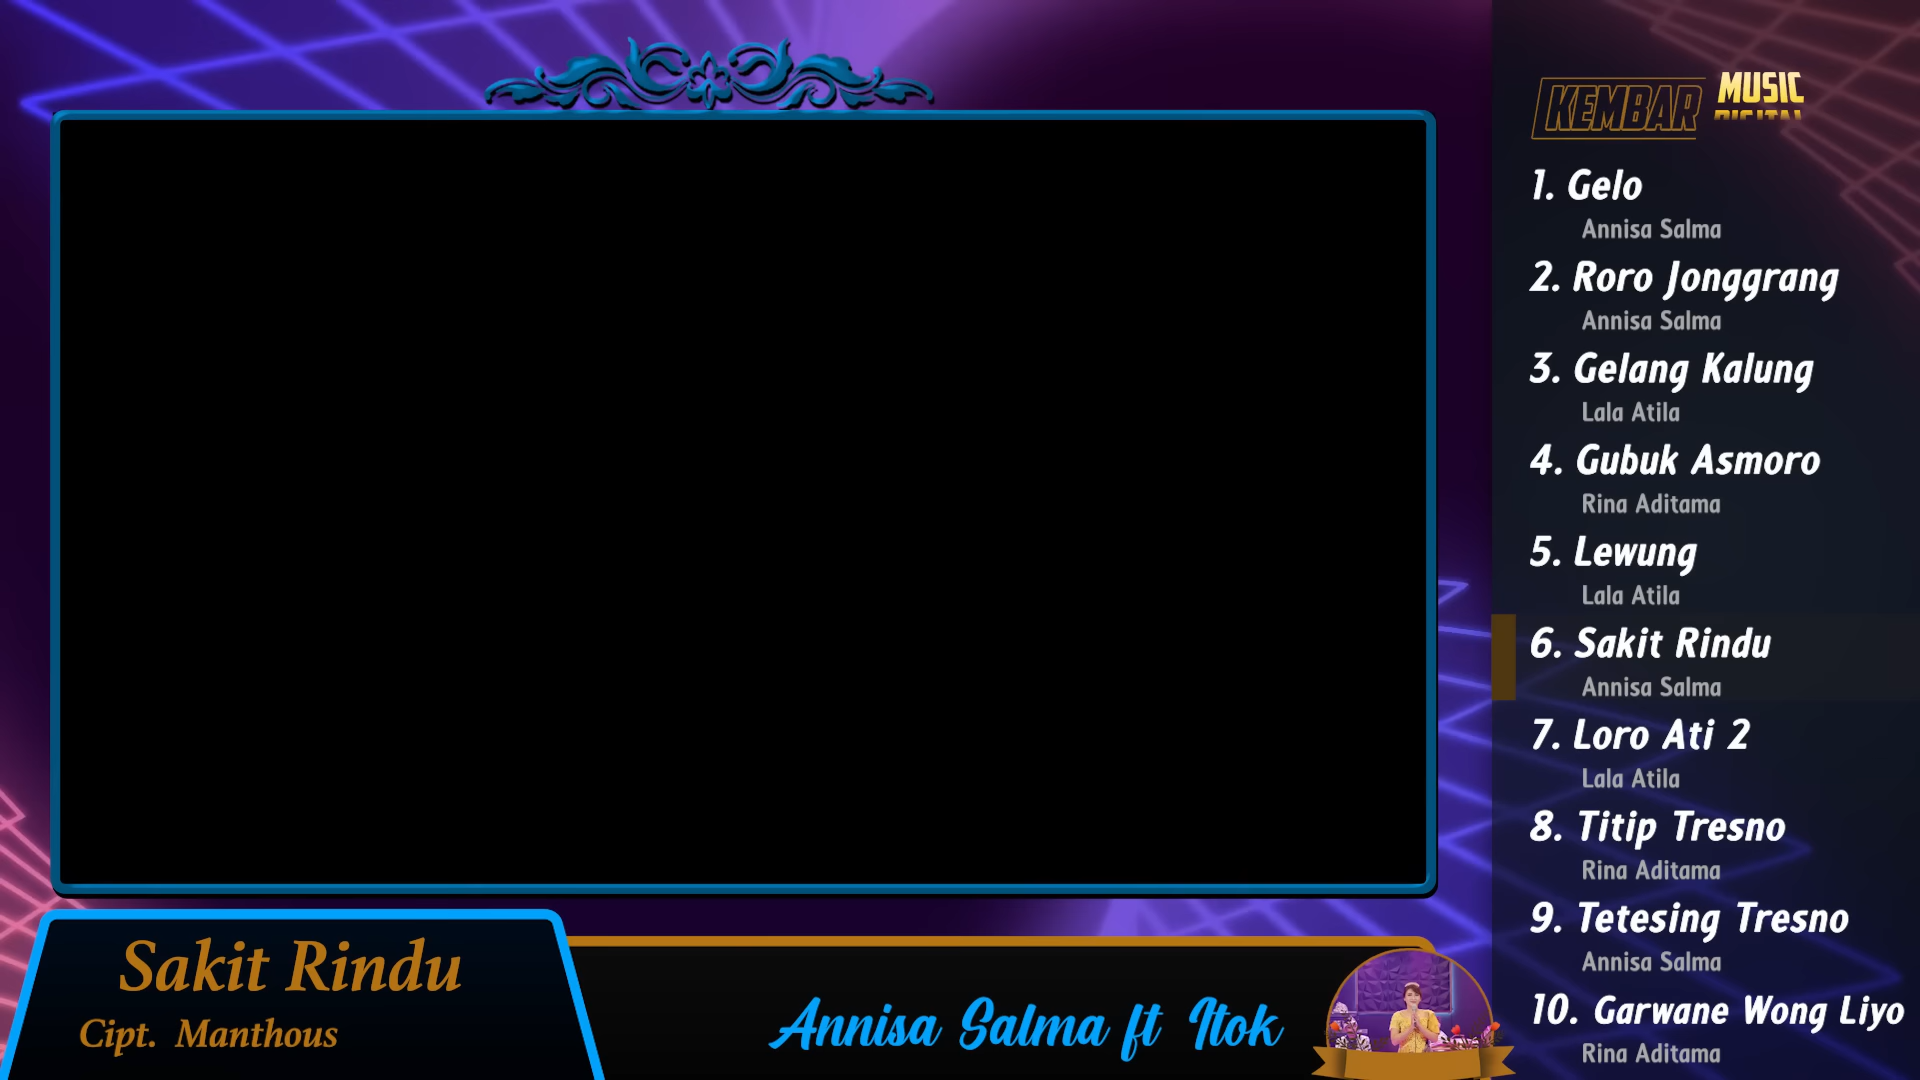 KEMBAR MUSIC
DIGITAL
1. Gelo
Annisa Salma
2. Roro Jonggrang
Annisa Salma
3. Gelang Kalung
Lala Atila
4. Gubuk Asmoro
Rina Aditama
5. Lewung
Lala Atila
6. Sakit Rindu
Annisa Salma
7. Loro Ati 2
Lala Atila
8. Titip Tresno
Rina Aditama
9. Tetesing Tresno
Annisa Salma
10. Garwane Wong Liyo
Rina Aditama
Sakit Rindu
Cipt. Manthous
Annisa Salma ft Itok